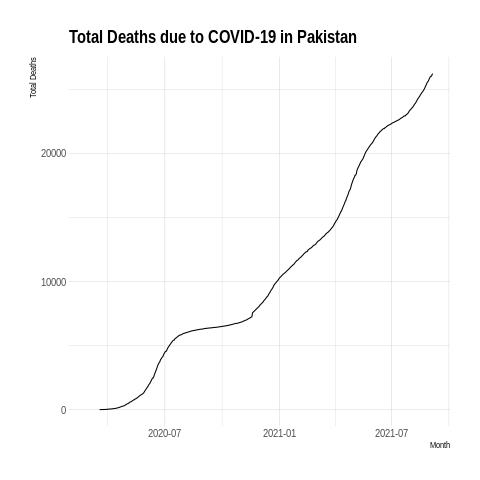 Total Deaths due to COVID-19 in Pakistan
Total Deaths
20000
10000
0
2020-07
2021-01
2021-07
Month